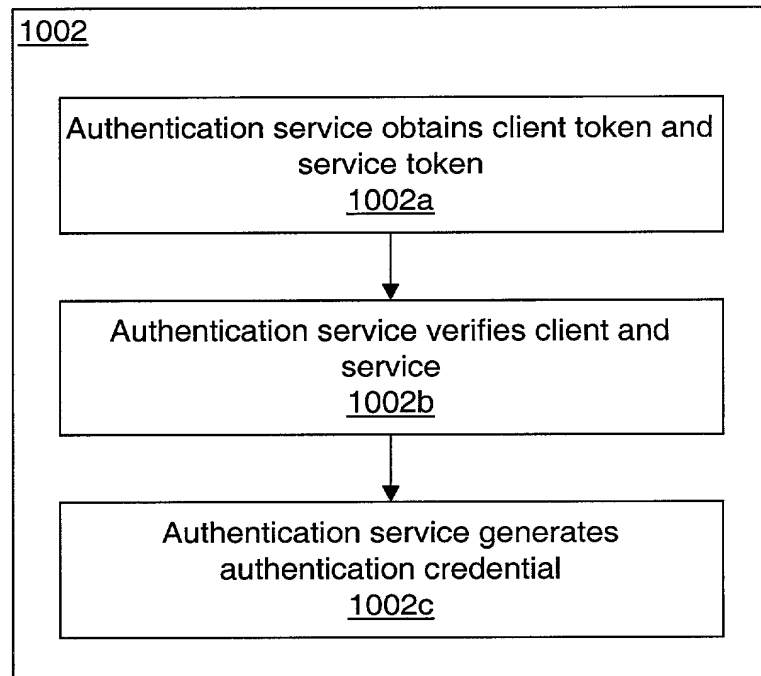 1002
Authentication service obtains client token and
service token
1002a
Authentication service verifies client and
service
1002b
Authentication service generates
authentication credential
1002c